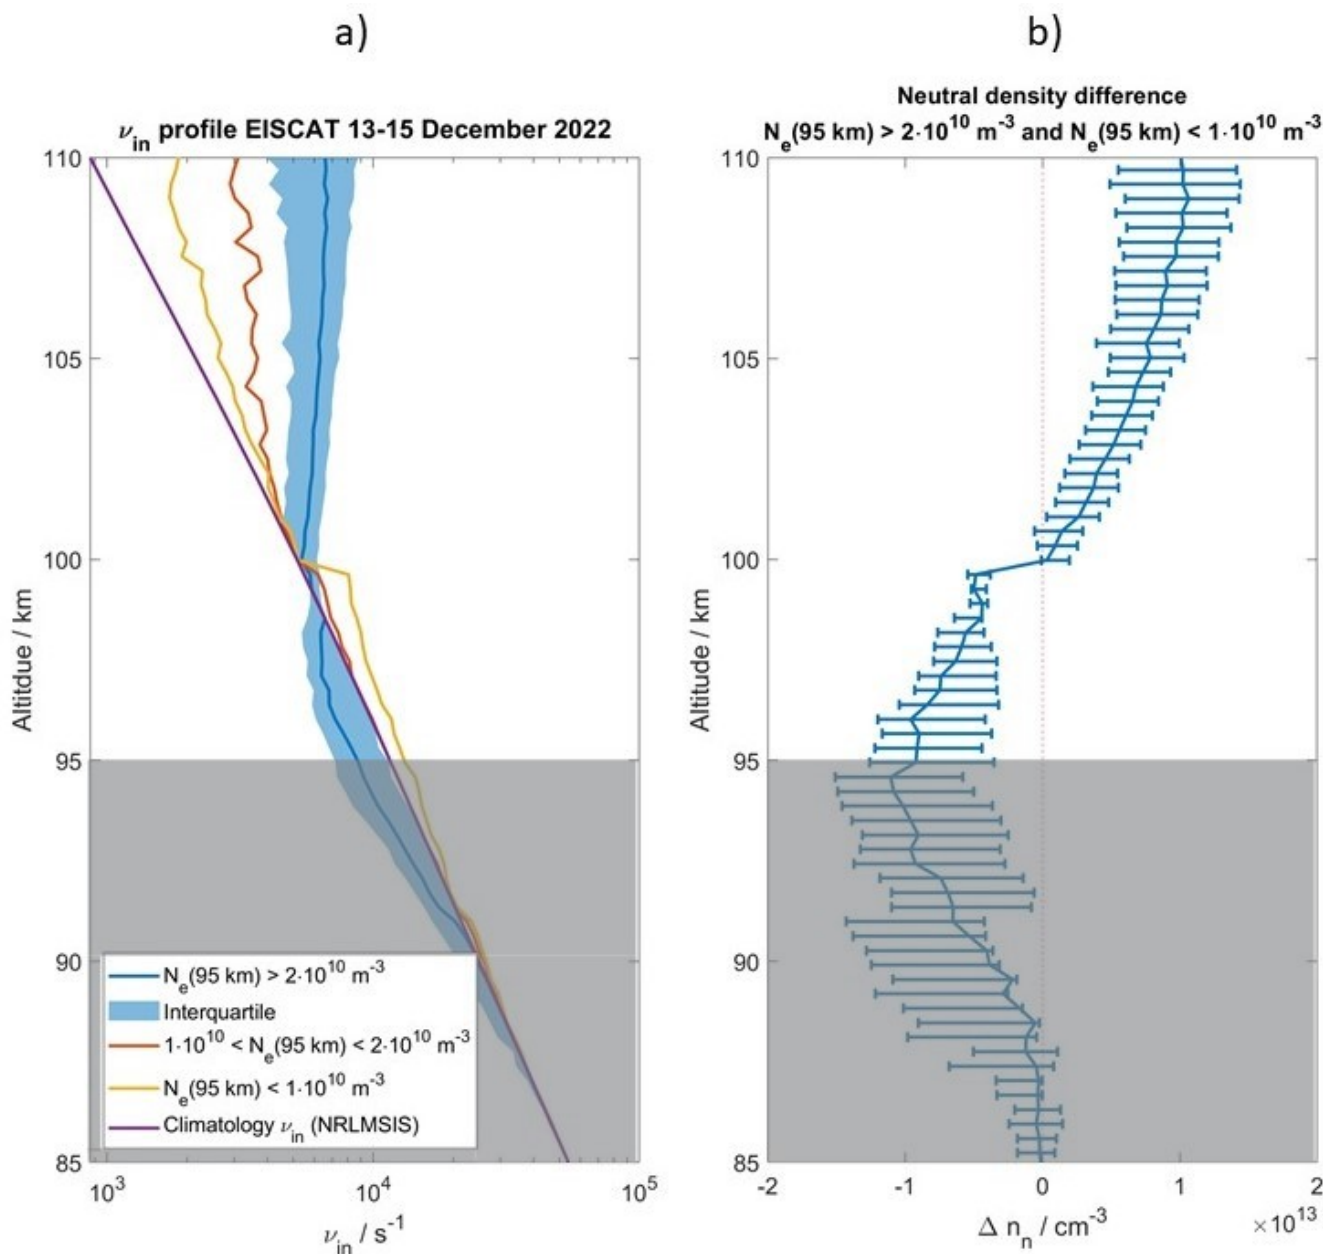 a)
b)
ν_in profile EISCAT 13-15 December 2022
Neutral density difference
N_e(95 km) > 2·10^10 m^-3 and N_e(95 km) < 1·10^10 m^-3
110
105
100
95
90
85
Altitdue / km
10^3
10^4
10^5
ν_in / s^-1
N_e(95 km) > 2·10^10 m^-3
Interquartile
1·10^10 < N_e(95 km) < 2·10^10 m^-3
N_e(95 km) < 1·10^10 m^-3
Climatology ν_in (NRLMSIS)
110
105
100
95
90
85
Altitude / km
-2
-1
0
1
2
×10^13
Δ n_n / cm^-3